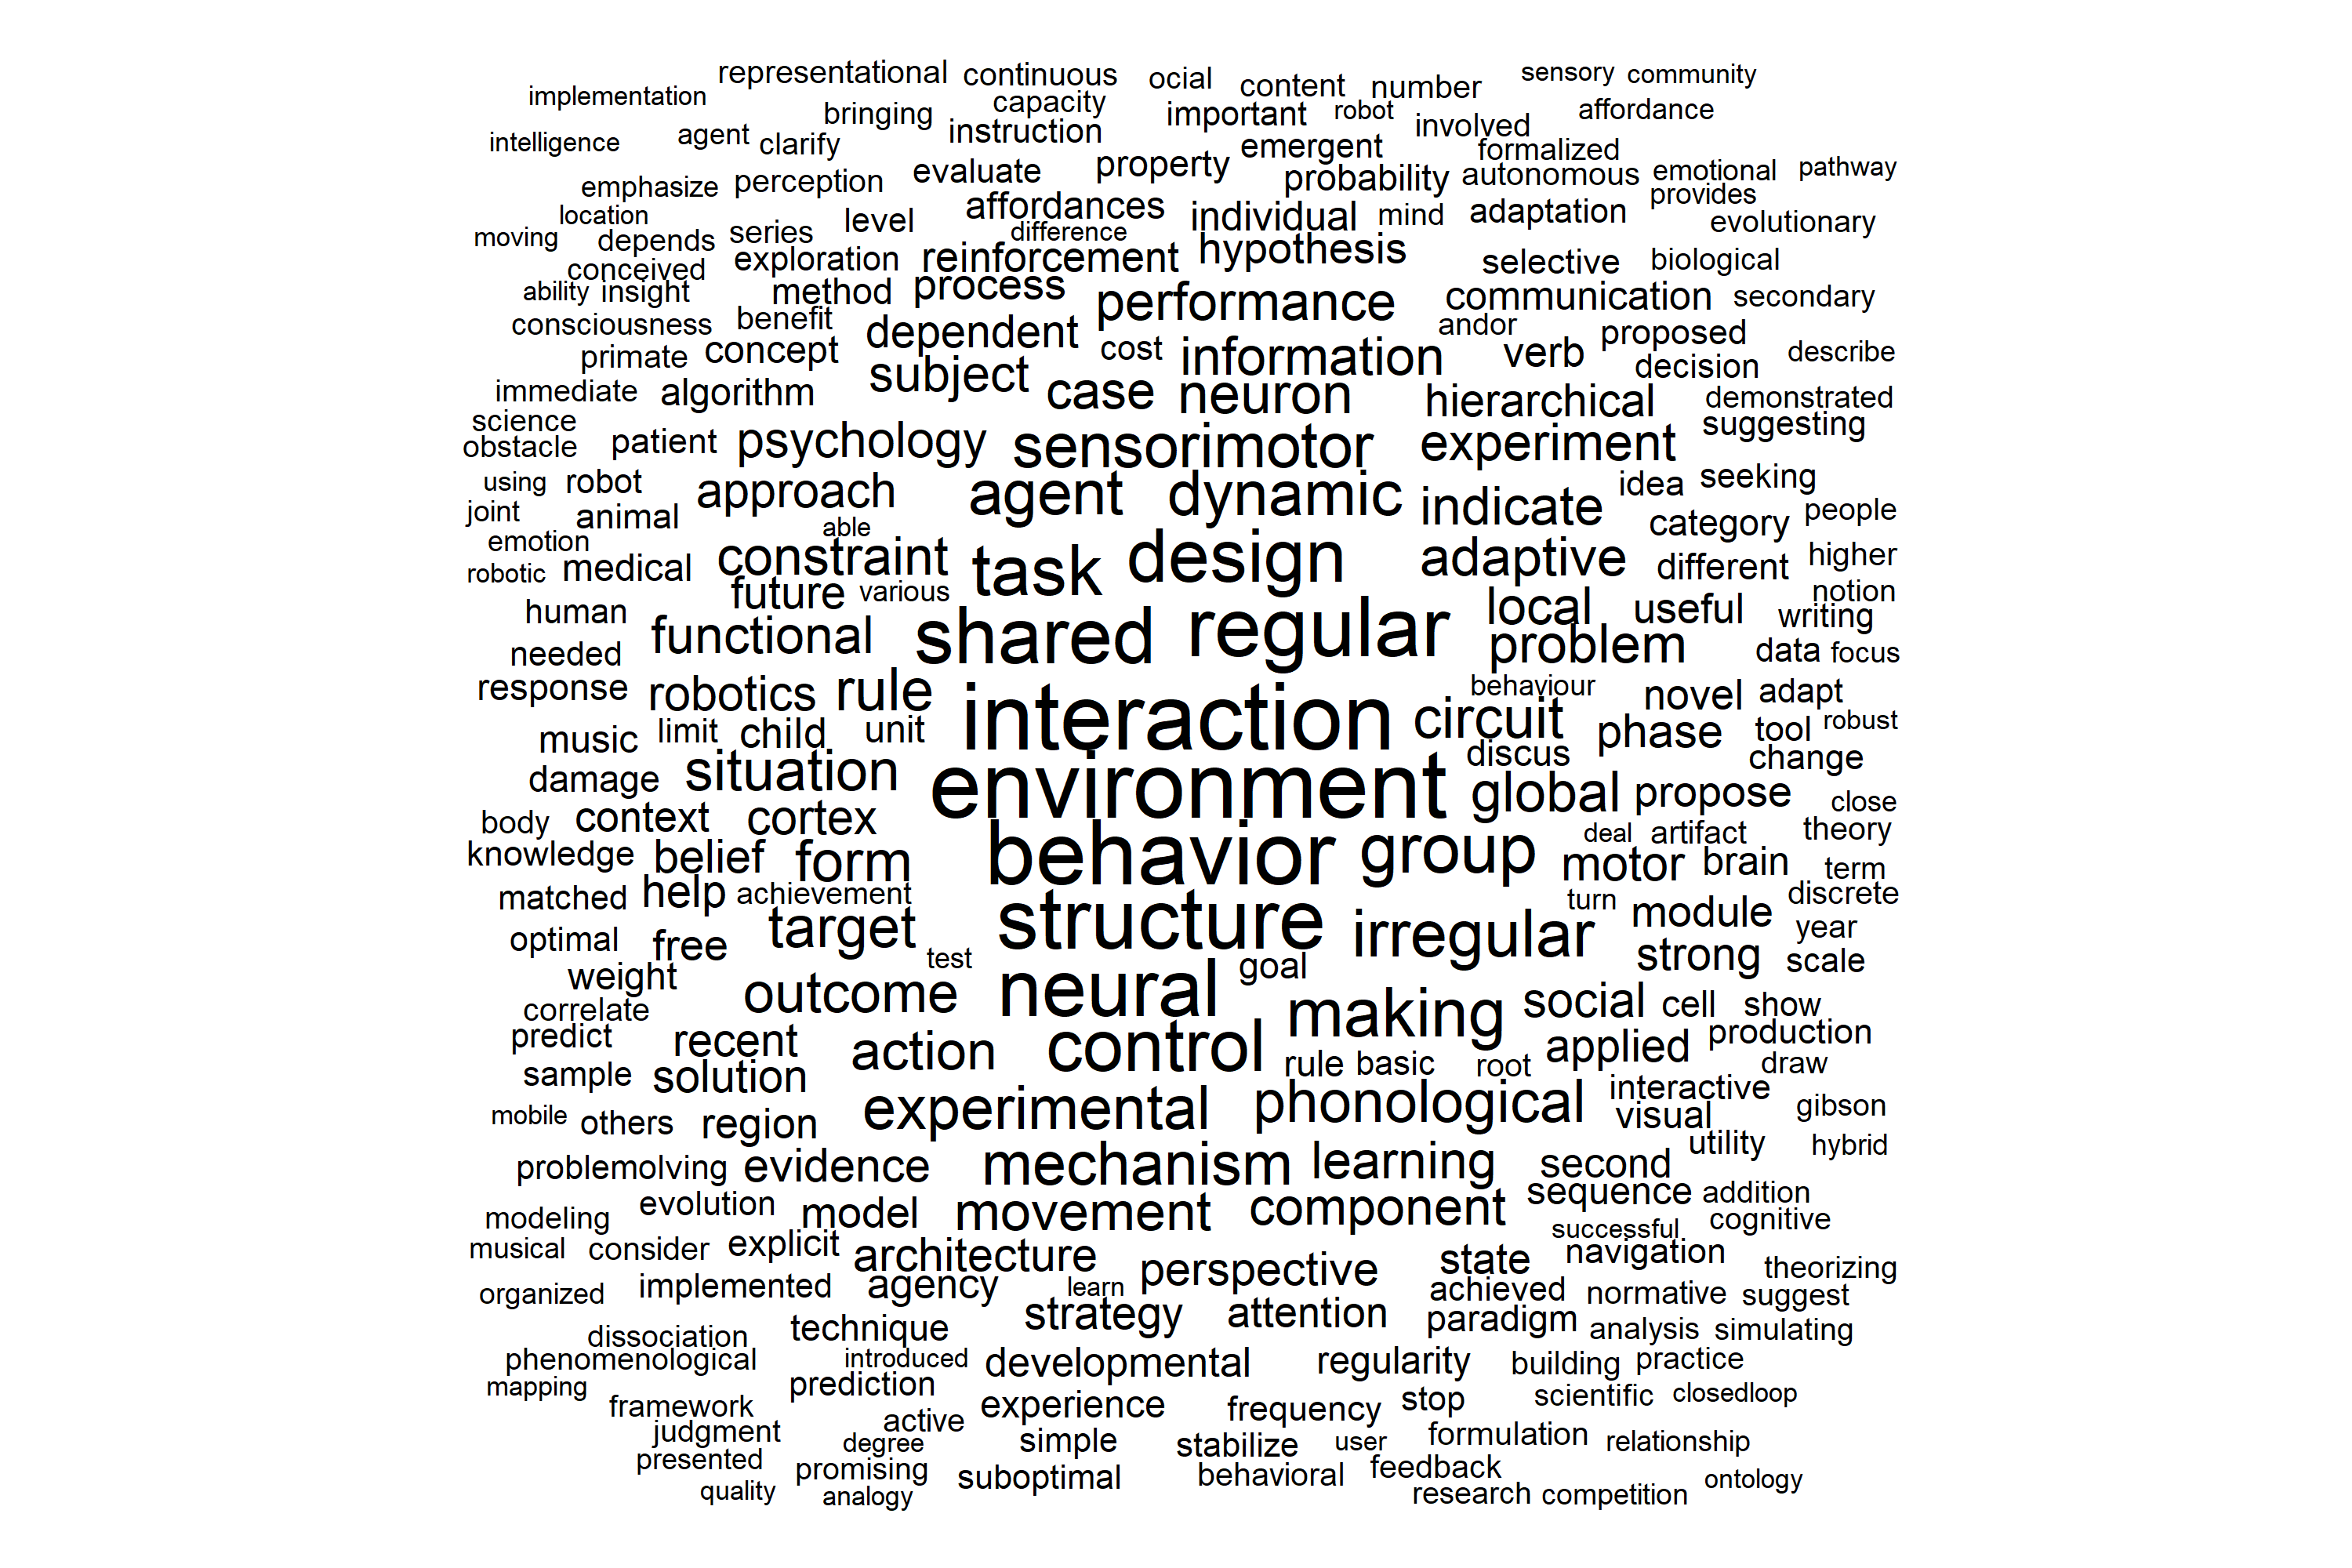 representational continuous ocial content number sensory community
implementation bringing capacity important robot involved affordance
intelligence agent clarify instruction emergent formalized
emphasize perception evaluate property probability autonomous emotional pathway
location series level affordances individual mind adaptation provides
moving depends difference evolutionary
conceived exploration reinforcement hypothesis selective biological
ability insight method process performance communication secondary
consciousness benefit dependent andor proposed
primate concept cost information verb decision describe
immediate algorithm subject case neuron hierarchical demonstrated
science suggesting
obstacle patient psychology sensorimotor experiment
using robot approach agent dynamic indicate idea seeking
joint animal able category people
emotion constraint task design adaptive different higher
robotic medical future various notion
human functional shared regular local useful writing
needed problem data focus
response robotics rule behaviour novel adapt
music limit child unit interaction circuit phase tool robust
damage situation discus change
environment global propose close
body context cortex deal artifact theory
knowledge belief form behavior group motor brain term
matched help achievement turn discrete
optimal free target structure irregular module year
weight test goal strong scale
correlate outcome neural making social cell show
predict recent action control applied production
sample solution rule basic root draw
mobile others region experimental phonological interactive visual gibson
problemolving evidence mechanism learning second utility hybrid
modeling evolution model movement component sequence addition
musical consider explicit architecture successful cognitive
organized implemented agency learn perspective state navigation theorizing
achieved normative suggest
dissociation technique strategy attention paradigm analysis simulating
phenomenological introduced developmental regularity building practice
mapping prediction scientific closedloop
framework experience frequency stop
judgment active simple stabilize user formulation relationship
presented degree
promising suboptimal behavioral feedback ontology
quality analogy research competition